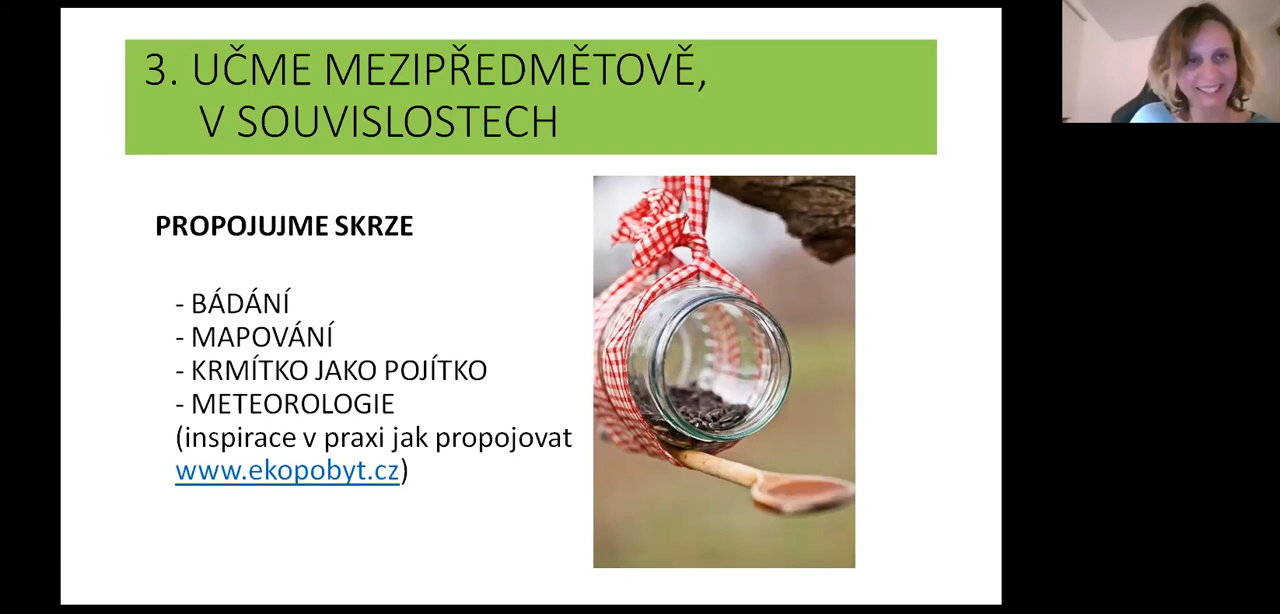 3. UČME MEZIPŘEDMĚTOVĚ,
V SOUVISLOSTECH
PROPOJUJME SKRZE
- BÁDÁNÍ
- MAPOVÁNÍ
- KRMÍTKO JAKO POJÍTKO
- METEOROLOGIE
(inspirace v praxi jak propojovat
www.ekopobyt.cz)